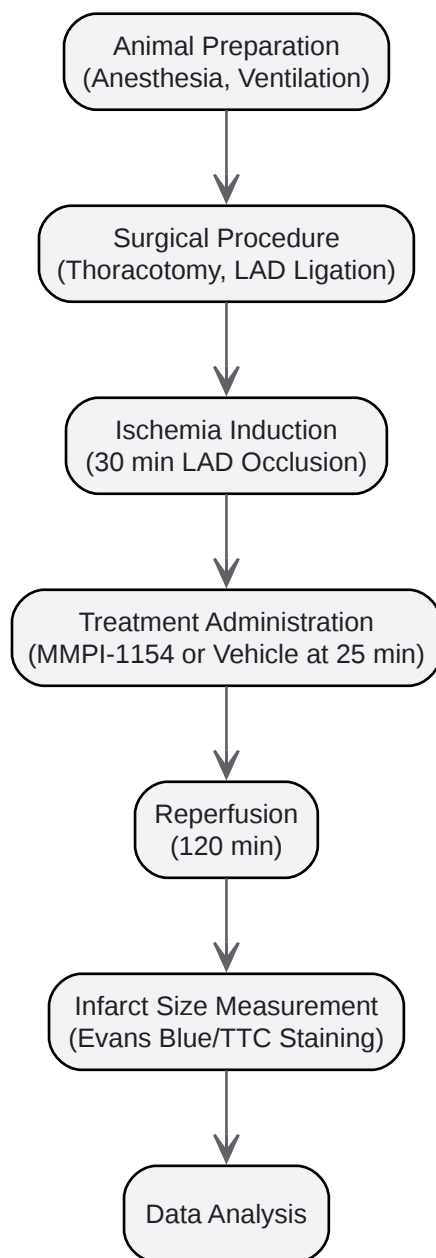 Animal Preparation
(Anesthesia, Ventilation)
Surgical Procedure
(Thoracotomy, LAD Ligation)
Ischemia Induction
(30 min LAD Occlusion)
Treatment Administration
(MMPI-1154 or Vehicle at 25 min)
Reperfusion
(120 min)
Infarct Size Measurement
(Evans Blue/TTC Staining)
Data Analysis